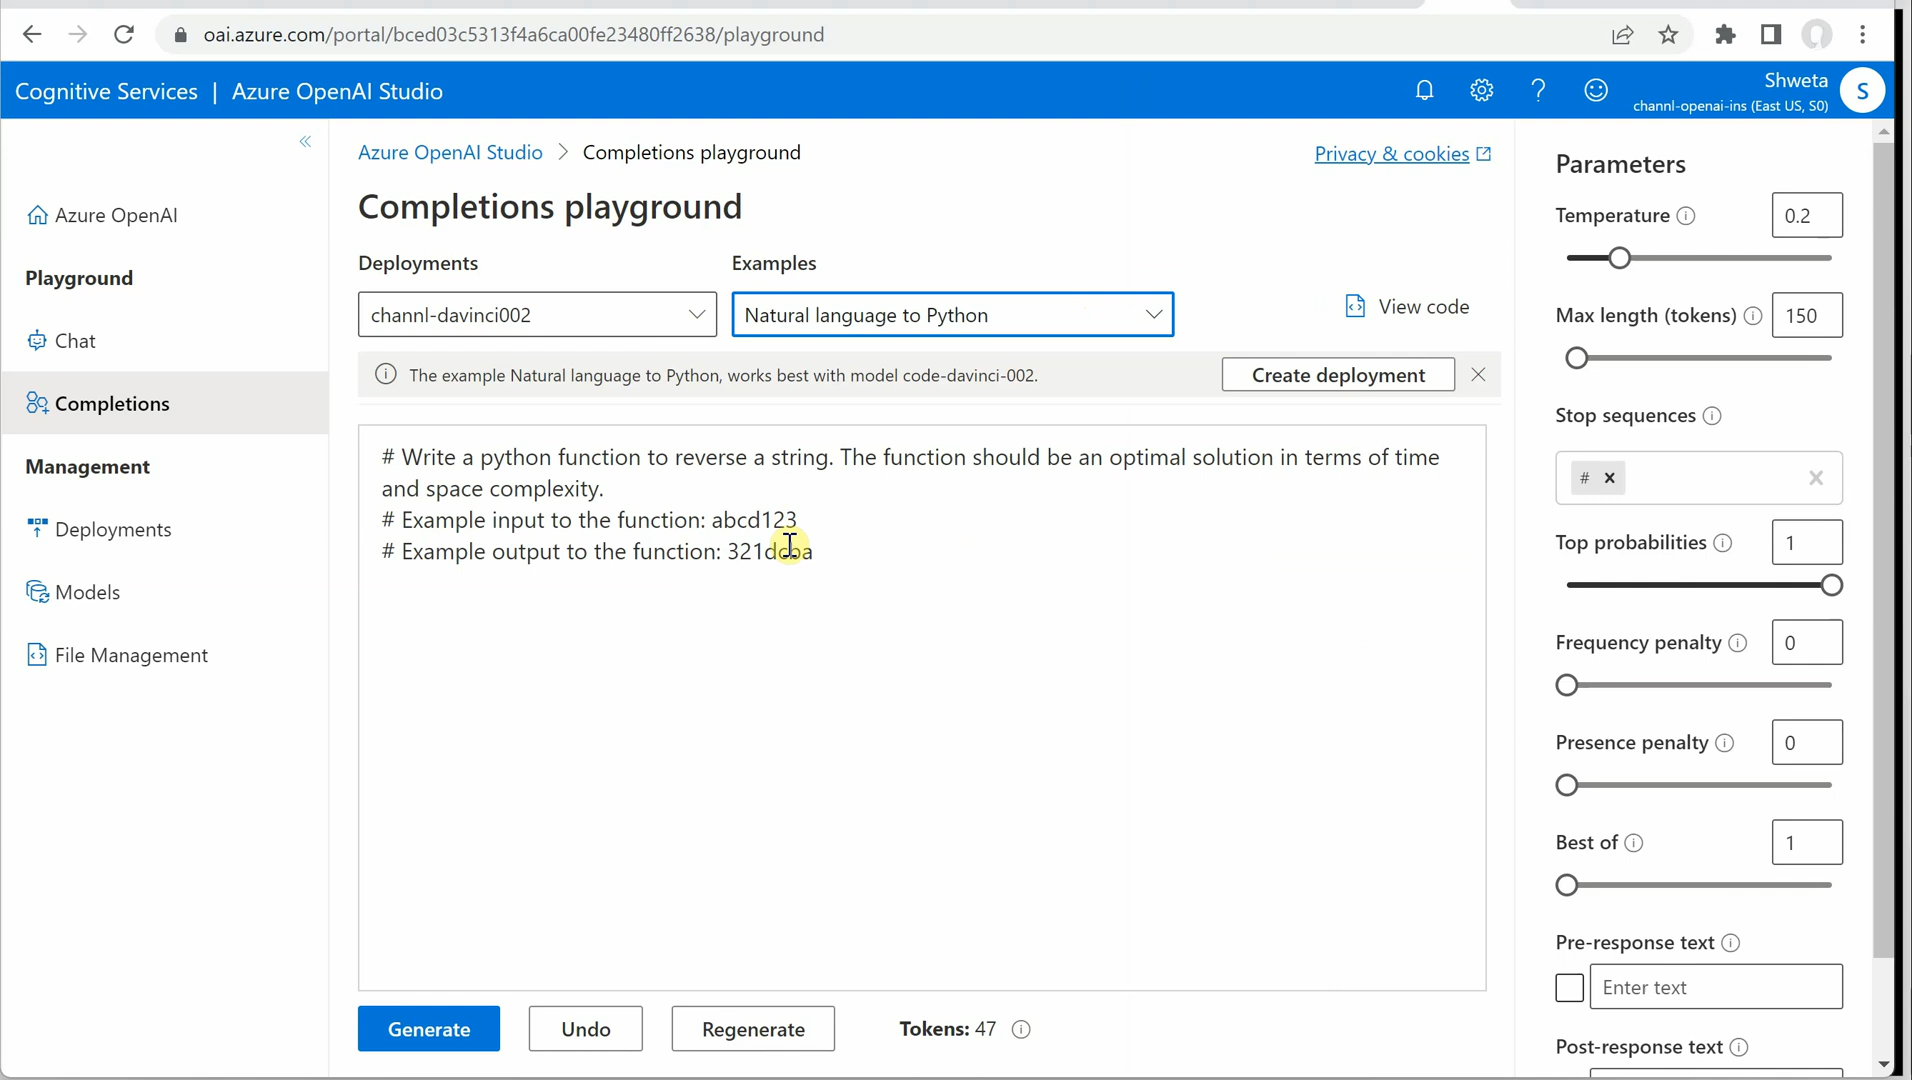 oai.azure.com/portal/bced03c5313f4a6ca00fe23480ff2638/playground
Cognitive Services | Azure OpenAI Studio
Shweta
channl-openai-ins (East US, S0)
S
Azure OpenAI
Playground
Chat
Completions
Management
Deployments
Models
File Management
Azure OpenAI Studio > Completions playground
Privacy & cookies
Completions playground
Deployments
Examples
channl-davinci002
Natural language to Python
View code
The example Natural language to Python, works best with model code-davinci-002.
Create deployment
# Write a python function to reverse a string. The function should be an optimal solution in terms of time
and space complexity.
# Example input to the function: abcd123
# Example output to the function: 321dcba
Generate
Undo
Regenerate
Tokens: 47
Parameters
Temperature
0.2
Max length (tokens)
150
Stop sequences
#
Top probabilities
1
Frequency penalty
0
Presence penalty
0
Best of
1
Pre-response text
Enter text
Post-response text